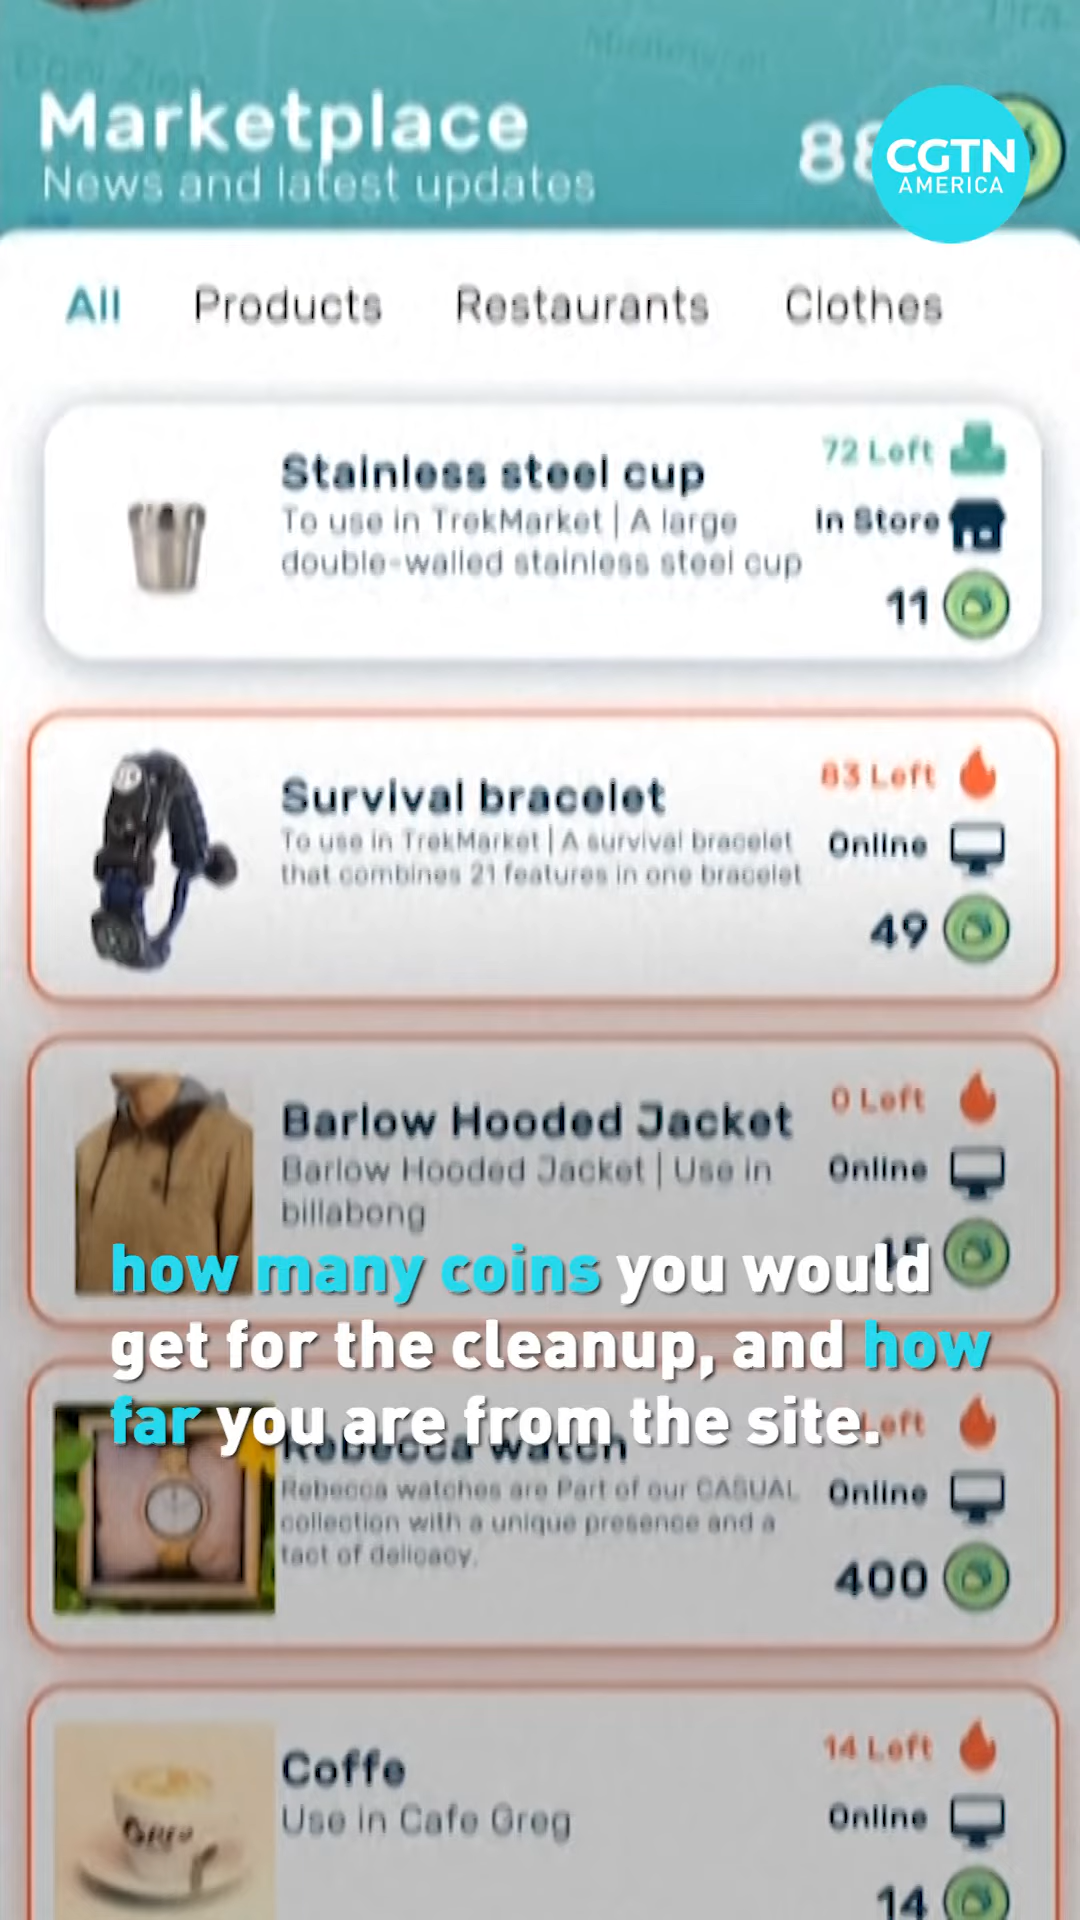 Marketplace
News and latest updates
88
CGTN
AMERICA
All Products Restaurants Clothes
Stainless steel cup
To use in TrekMarket | A large
double-walled stainless steel cup
72 Left
In Store
11
Survival bracelet
To use in TrekMarket | A survival bracelet
that combines 21 features in one bracelet
83 Left
Online
49
Barlow Hooded Jacket
Barlow Hooded Jacket | Use in
billabong
0 Left
Online
how many coins you would
get for the cleanup, and how
far you are from the site.
Rebecca watch
Rebecca watches are Part of our CASUAL
collection with a unique presence and a
tact of delicacy.
Left
Online
400
Coffe
Use in Cafe Greg
14 Left
Online
14